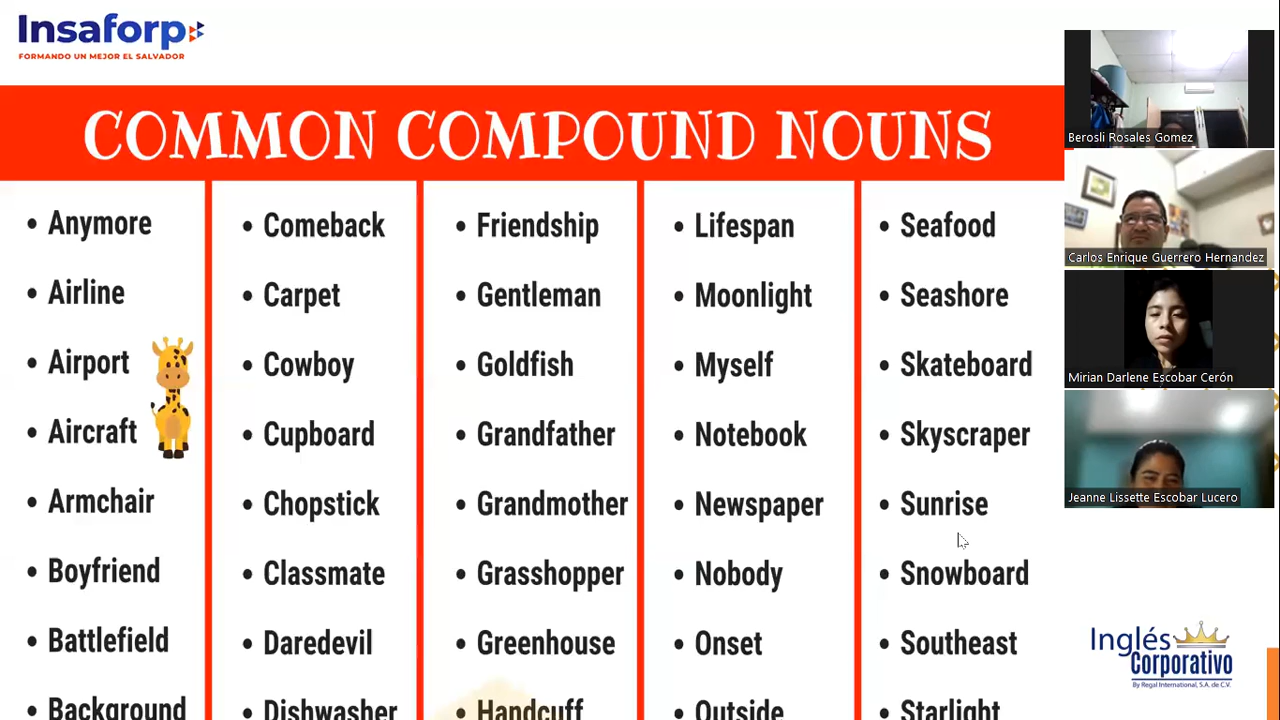 Insaforp
FORMANDO UN MEJOR EL SALVADOR
COMMON COMPOUND NOUNS
• Anymore
• Airline
• Airport
• Aircraft
• Armchair
• Boyfriend
• Battlefield
• Background
• Comeback
• Carpet
• Cowboy
• Cupboard
• Chopstick
• Classmate
• Daredevil
• Dishwasher
• Friendship
• Gentleman
• Goldfish
• Grandfather
• Grandmother
• Grasshopper
• Greenhouse
• Handcuff
• Lifespan
• Moonlight
• Myself
• Notebook
• Newspaper
• Nobody
• Onset
• Outside
• Seafood
• Seashore
• Skateboard
• Skyscraper
• Sunrise
• Snowboard
• Southeast
• Starlight
Berosli Rosales Gomez
Carlos Enrique Guerrero Hernandez
Mirian Darlene Escobar Cerón
Jeanne Lissette Escobar Lucero
Inglés
Corporativo
By Regal International, S.A. de C.V.